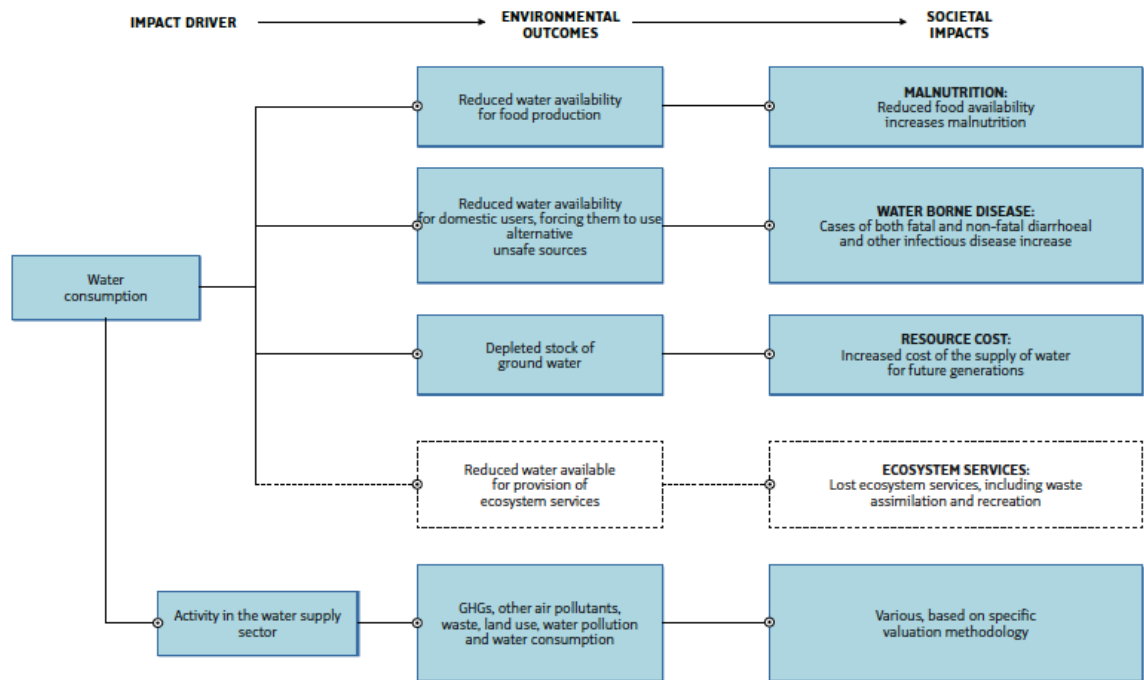 IMPACT DRIVER
ENVIRONMENTAL
OUTCOMES
SOCIETAL
IMPACTS
Water
consumption
Reduced water availability
for food production
MALNUTRITION:
Reduced food availability
increases malnutrition
Reduced water availability
for domestic users, forcing them to use
alternative
unsafe sources
WATER BORNE DISEASE:
Cases of both fatal and non-fatal diarrhoeal
and other infectious disease increase
Depleted stock of
ground water
RESOURCE COST:
Increased cost of the supply of water
for future generations
Reduced water available
for provision of
ecosystem services
ECOSYSTEM SERVICES:
Lost ecosystem services, including waste
assimilation and recreation
Activity in the water supply
sector
GHGs, other air pollutants,
waste, land use, water pollution
and water consumption
Various, based on specific
valuation methodology